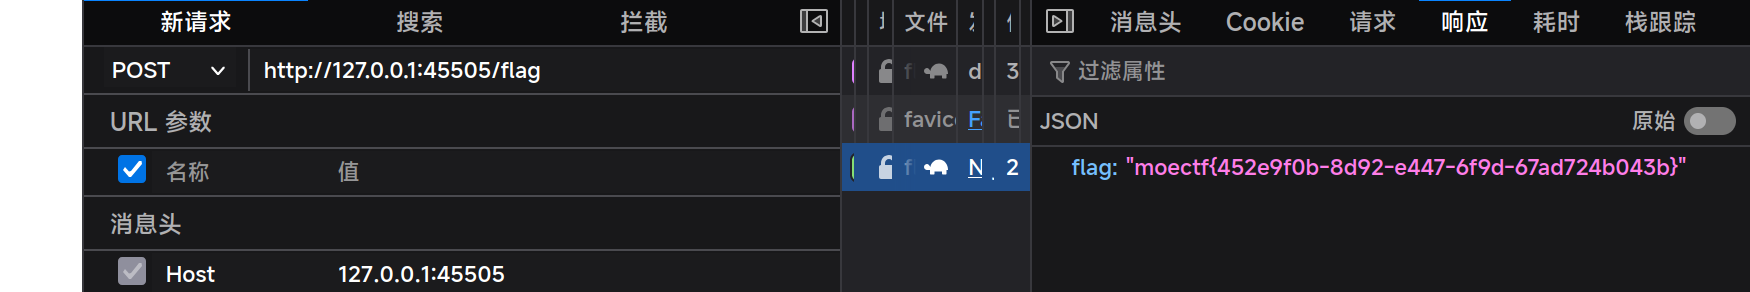 新请求 搜索 拦截 文件 消息头 Cookie 请求 响应 耗时 栈跟踪
POST http://127.0.0.1:45505/flag d 3 过滤属性
URL 参数 favic F 已 JSON 原始
名称 值 N 2 flag: "moectf{452e9f0b-8d92-e447-6f9d-67ad724b043b}"
消息头
Host 127.0.0.1:45505